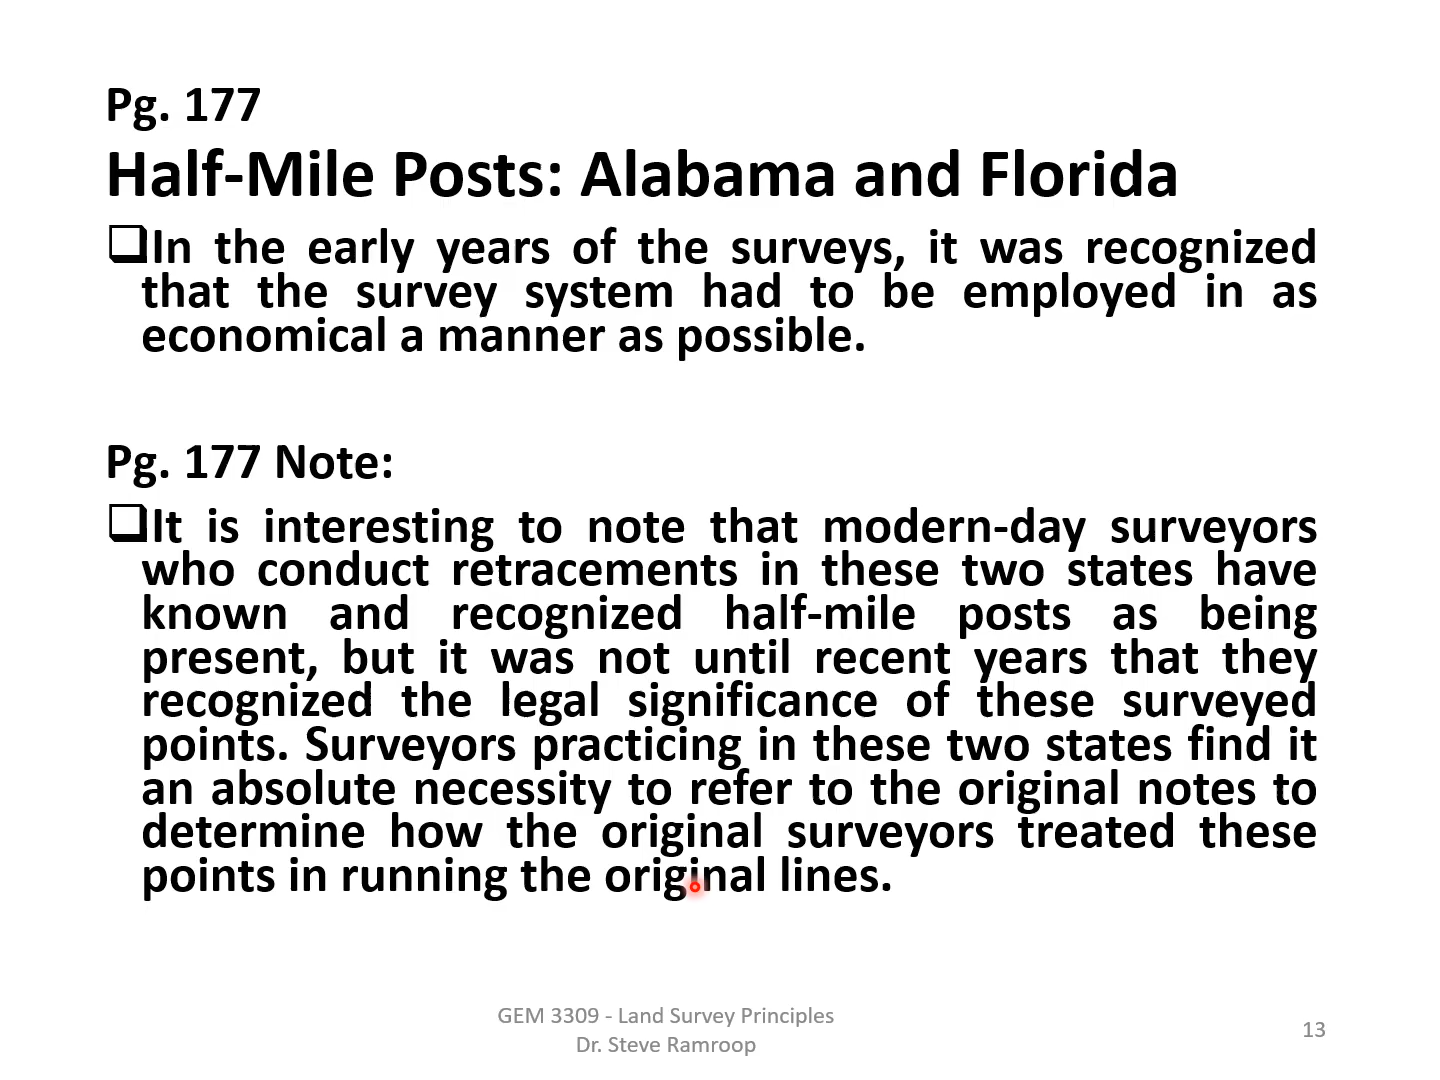 Pg. 177
Half-Mile Posts: Alabama and Florida
In the early years of the surveys, it was recognized
that the survey system had to be employed in as
economical a manner as possible.
Pg. 177 Note:
It is interesting to note that modern-day surveyors
who conduct retracements in these two states have
known and recognized half-mile posts as being
present, but it was not until recent years that they
recognized the legal significance of these surveyed
points. Surveyors practicing in these two states find it
an absolute necessity to refer to the original notes to
determine how the original surveyors treated these
points in running the original lines.
GEM 3309 - Land Survey Principles
Dr. Steve Ramroop
13